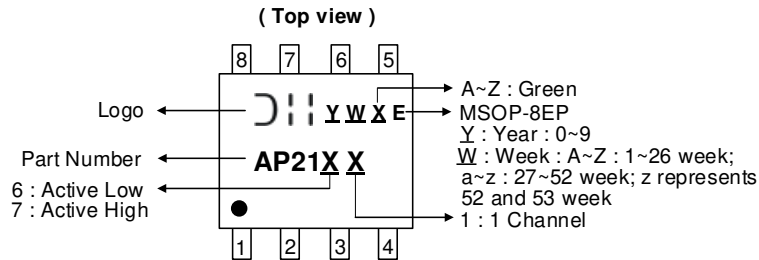 ( Top view )
8 7 6 5
Logo
Y W X E
A~Z : Green
MSOP-8EP
Y : Year : 0~9
W : Week : A~Z : 1~26 week;
a~z : 27~52 week; z represents
52 and 53 week
Part Number
AP21X X
6 : Active Low
7 : Active High
1 : 1 Channel
1 2 3 4